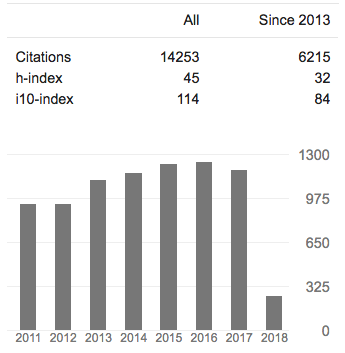 All Since 2013
Citations 14253 6215
h-index 45 32
i10-index 114 84
1300
975
650
325
0
2011 2012 2013 2014 2015 2016 2017 2018